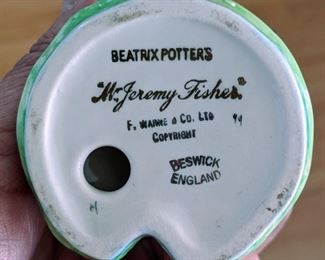 BEATRIX POTTER'S
"Mr. Jeremy Fisher"
F. WARNE & CO. LTD
COPYRIGHT
BESWICK
ENGLAND